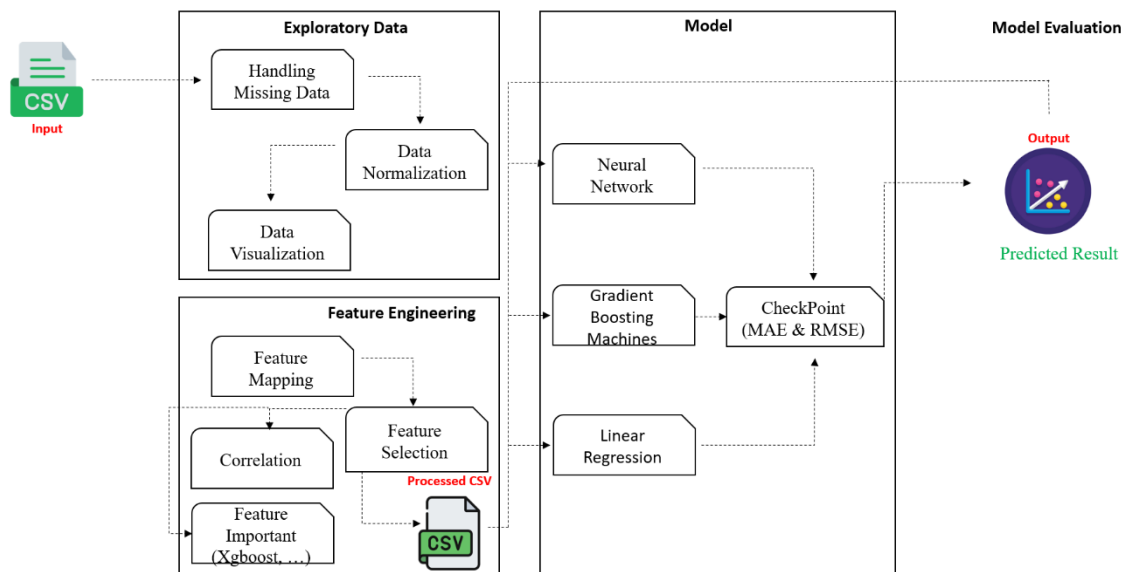 Exploratory Data
Model
Model Evaluation
CSV
Input
Handling
Missing Data
Data
Normalization
Data
Visualization
Feature Engineering
Feature
Mapping
Feature
Selection
Correlation
Feature
Important
(Xgboost, …)
Processed CSV
CSV
Neural
Network
Gradient
Boosting
Machines
Linear
Regression
CheckPoint
(MAE & RMSE)
Output
Predicted Result